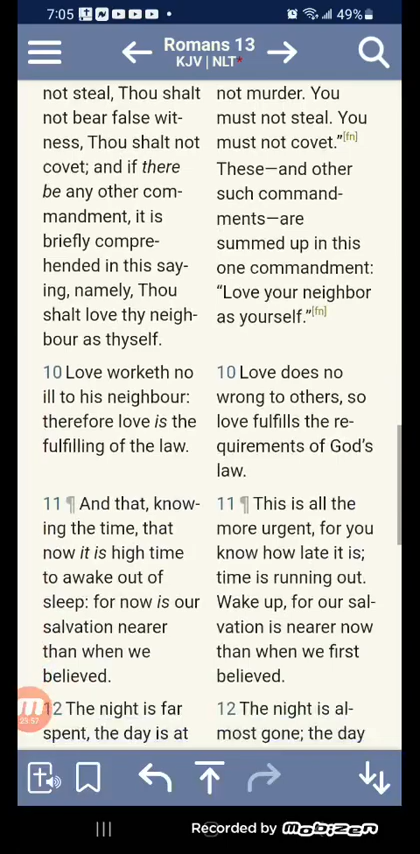 7:05 49%
Romans 13
KJV | NLT*
not steal, Thou shalt
not bear false wit-
ness, Thou shalt not
covet; and if there
be any other com-
mandment, it is
briefly compre-
hended in this say-
ing, namely, Thou
shalt love thy neigh-
bour as thyself.
10 Love worketh no
ill to his neighbour:
therefore love is the
fulfilling of the law.
11 ¶ And that, know-
ing the time, that
now it is high time
to awake out of
sleep: for now is our
salvation nearer
than when we
believed.
12 The night is far
spent, the day is at
not murder. You
must not steal. You
must not covet.”[fn]
These—and other
such command-
ments—are
summed up in this
one commandment:
“Love your neighbor
as yourself.”[fn]
10 Love does no
wrong to others, so
love fulfills the re-
quirements of God’s
law.
11 ¶ This is all the
more urgent, for you
know how late it is;
time is running out.
Wake up, for our sal-
vation is nearer now
than when we first
believed.
12 The night is al-
most gone; the day
Recorded by mobizen